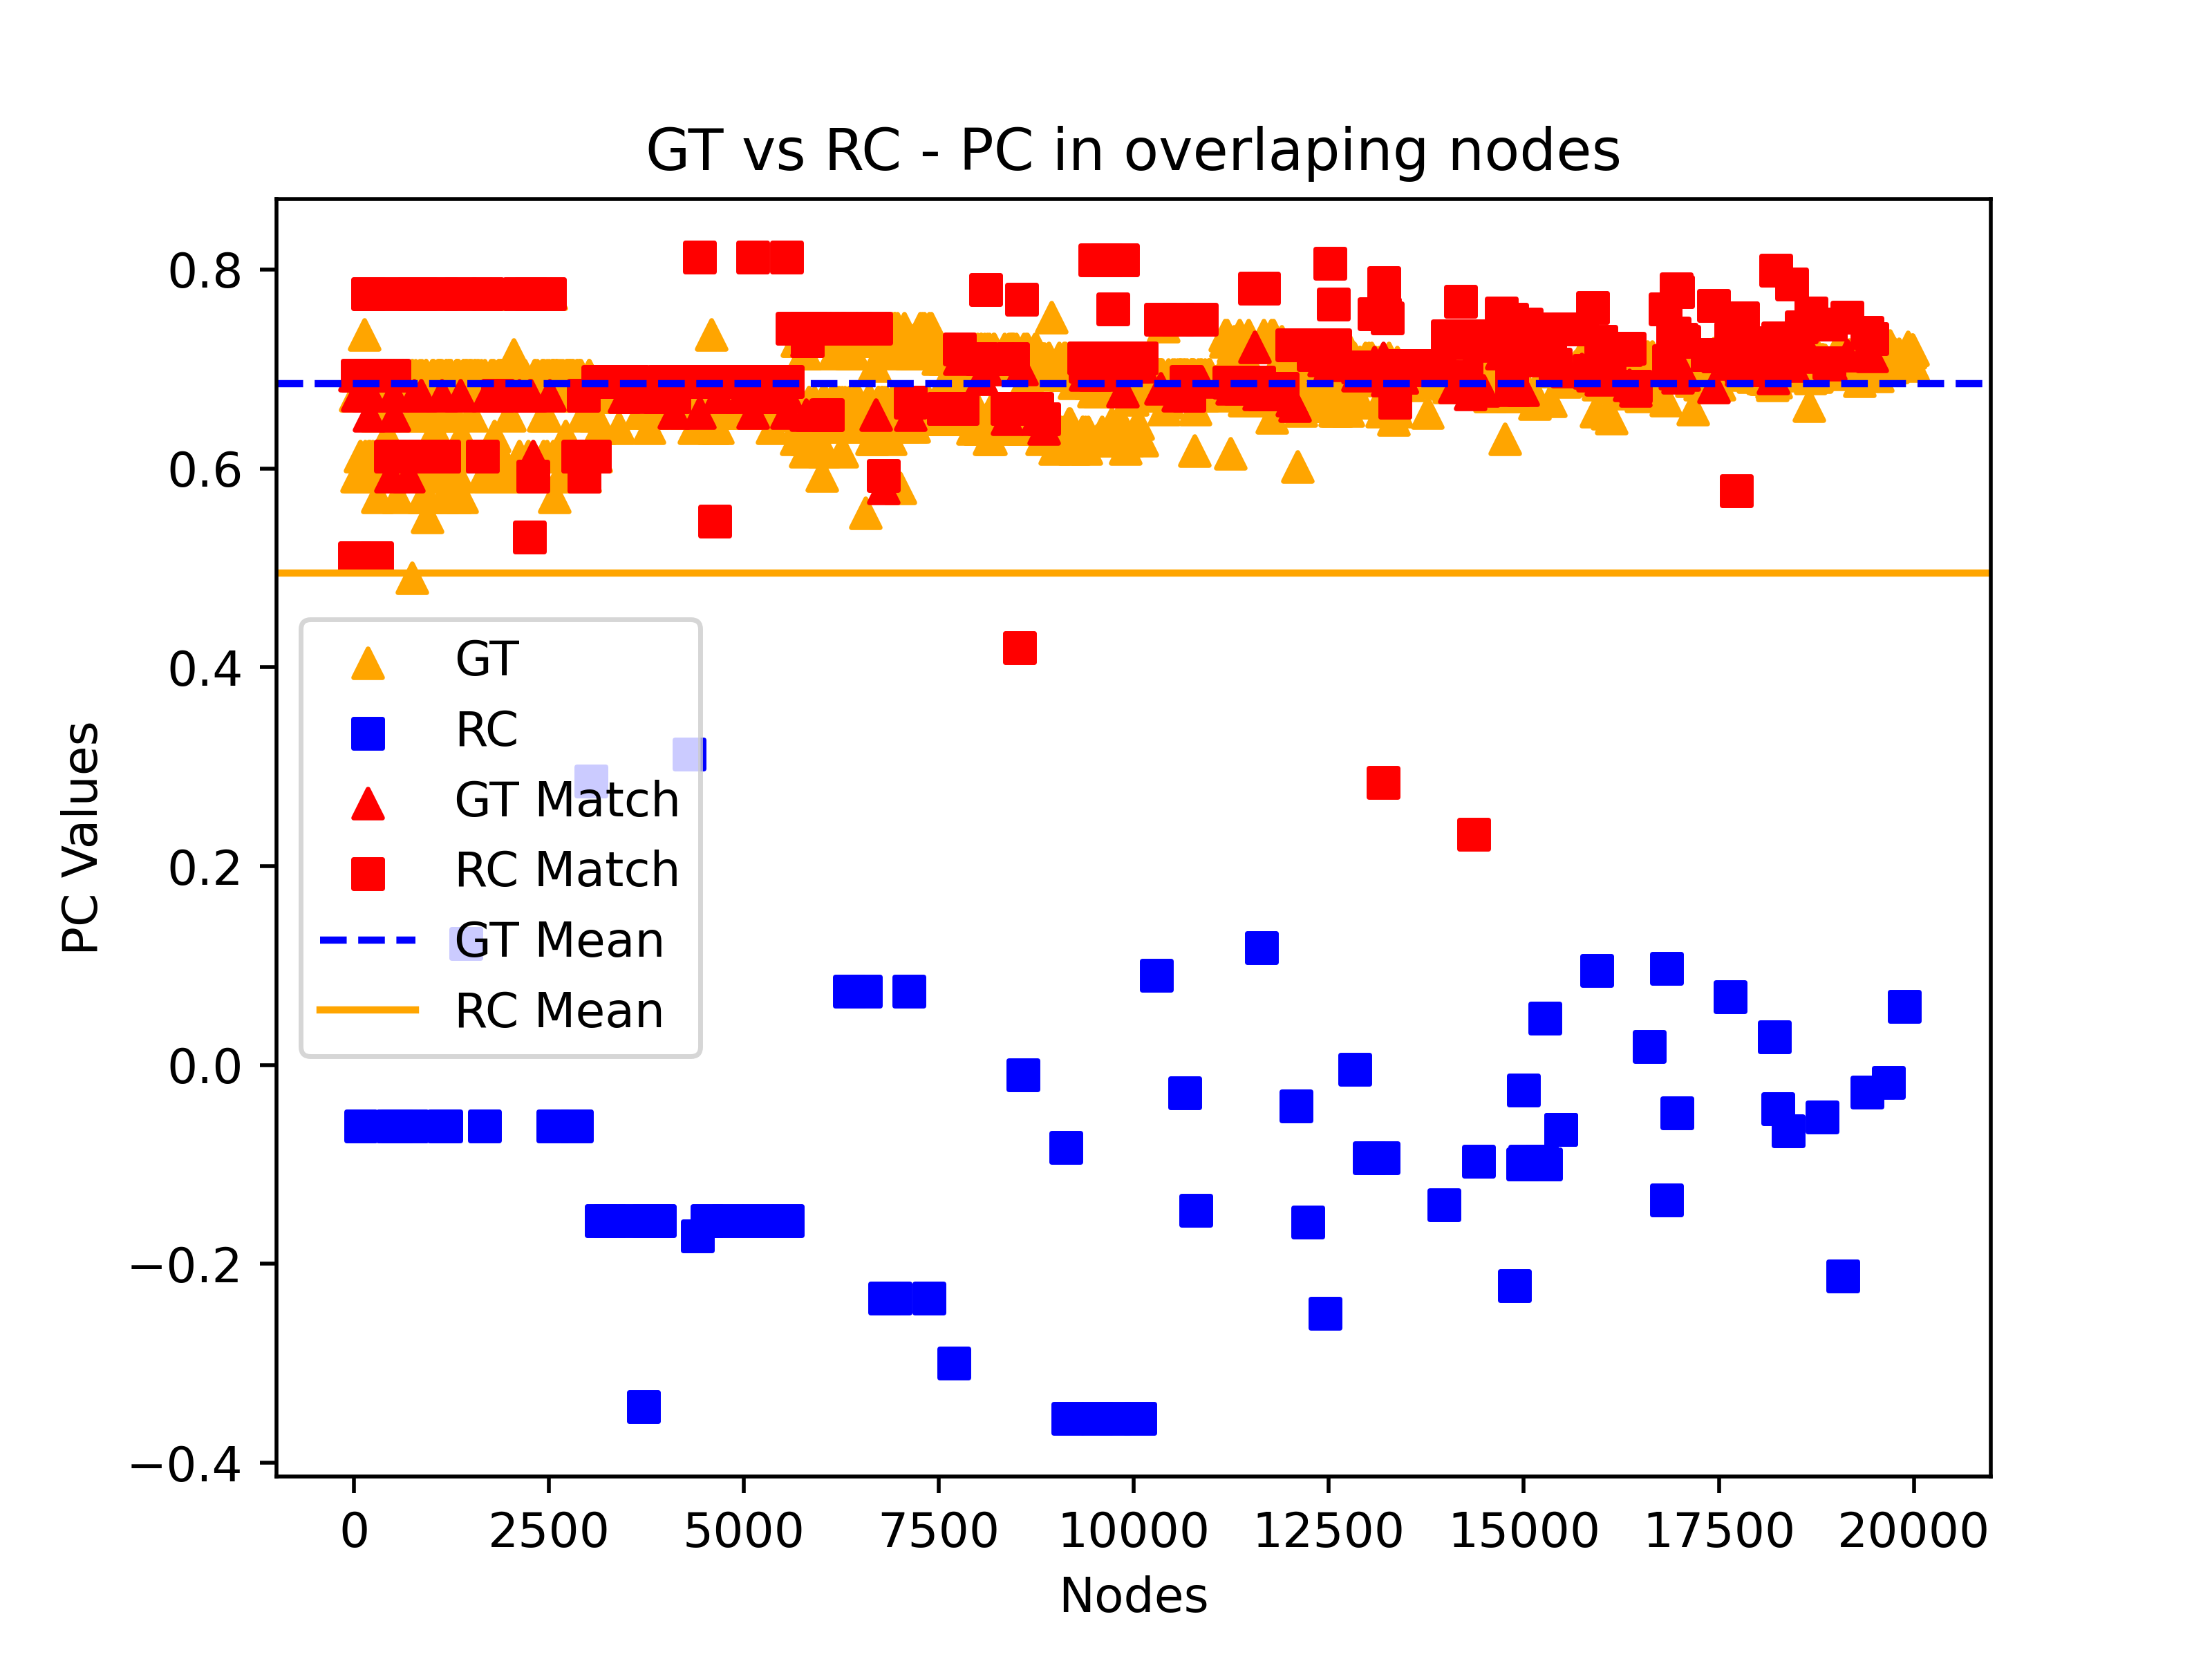 GT vs RC - PC in overlaping nodes
PC Values
0.8
0.6
0.4
0.2
0.0
−0.2
−0.4
GT
RC
GT Match
RC Match
GT Mean
RC Mean
0 2500 5000 7500 10000 12500 15000 17500 20000
Nodes